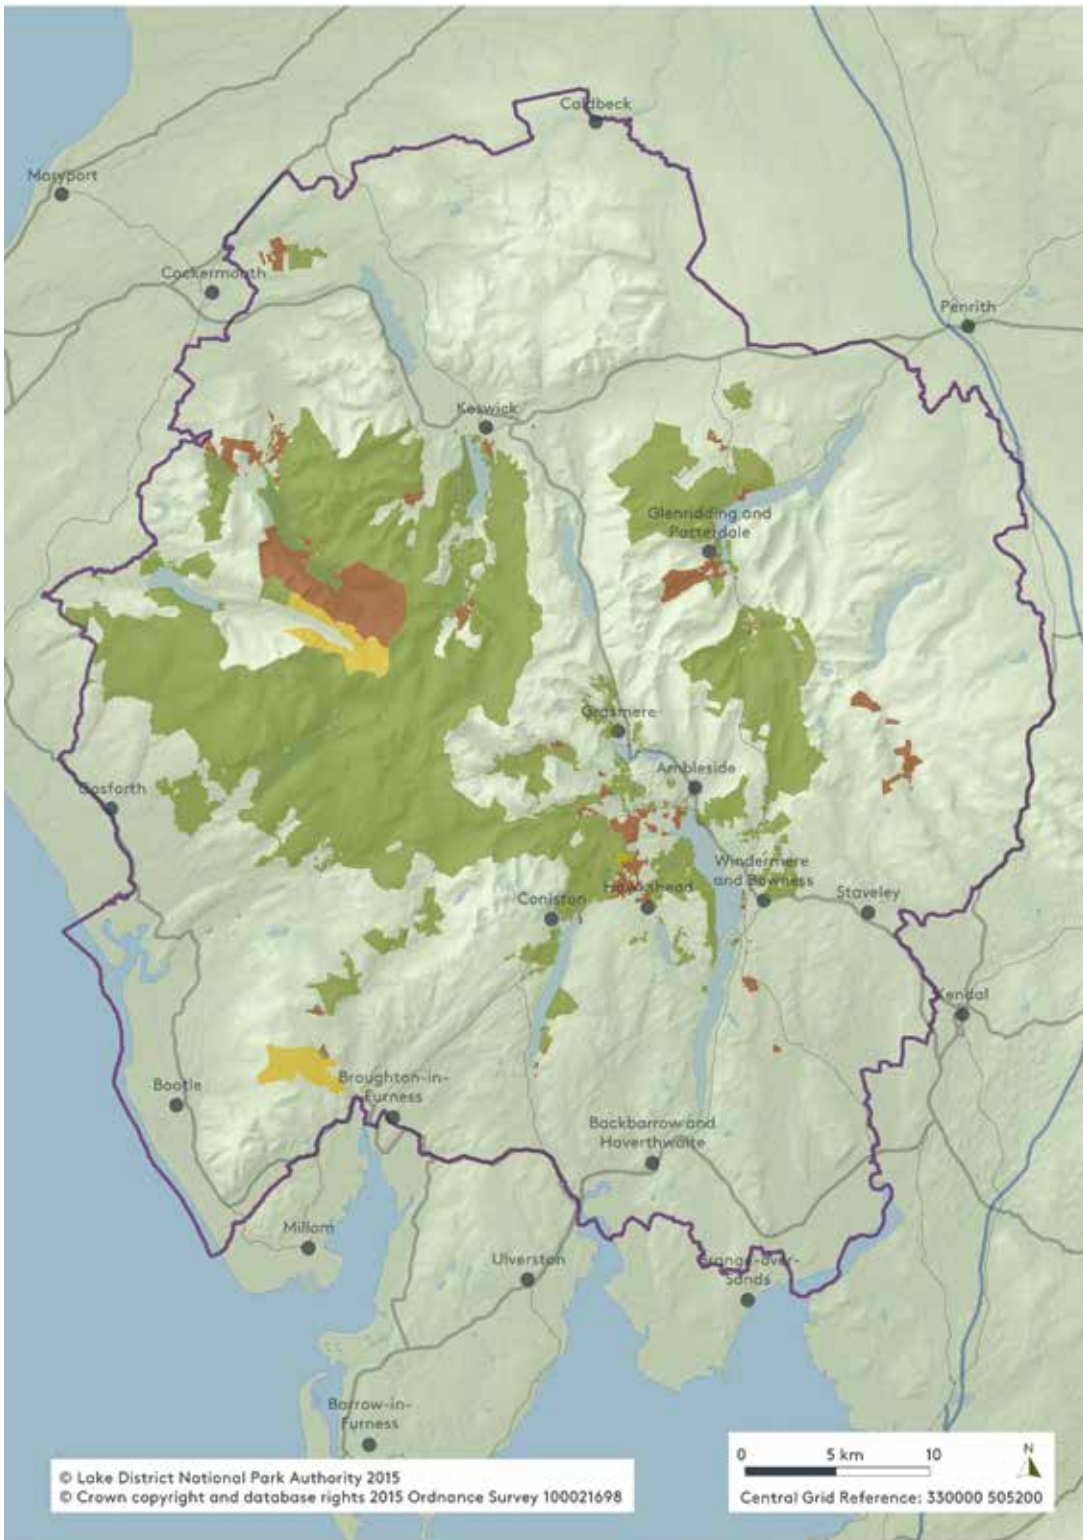 Caldbeck
Maryport
Cockermouth
Penrith
Keswick
Glenridding and
Patterdale
Grasmere
Ambleside
Gosforth
Windermere
and Bowness
Staveley
Coniston
Hawkshead
Kendal
Bootle
Broughton-in-
Furness
Backbarrow and
Haverthwaite
Millom
Ulverston
Grange-over-
Sands
Barrow-in-
Furness
0 5 km 10
N
Central Grid Reference: 330000 505200
© Lake District National Park Authority 2015
© Crown copyright and database rights 2015 Ordnance Survey 100021698